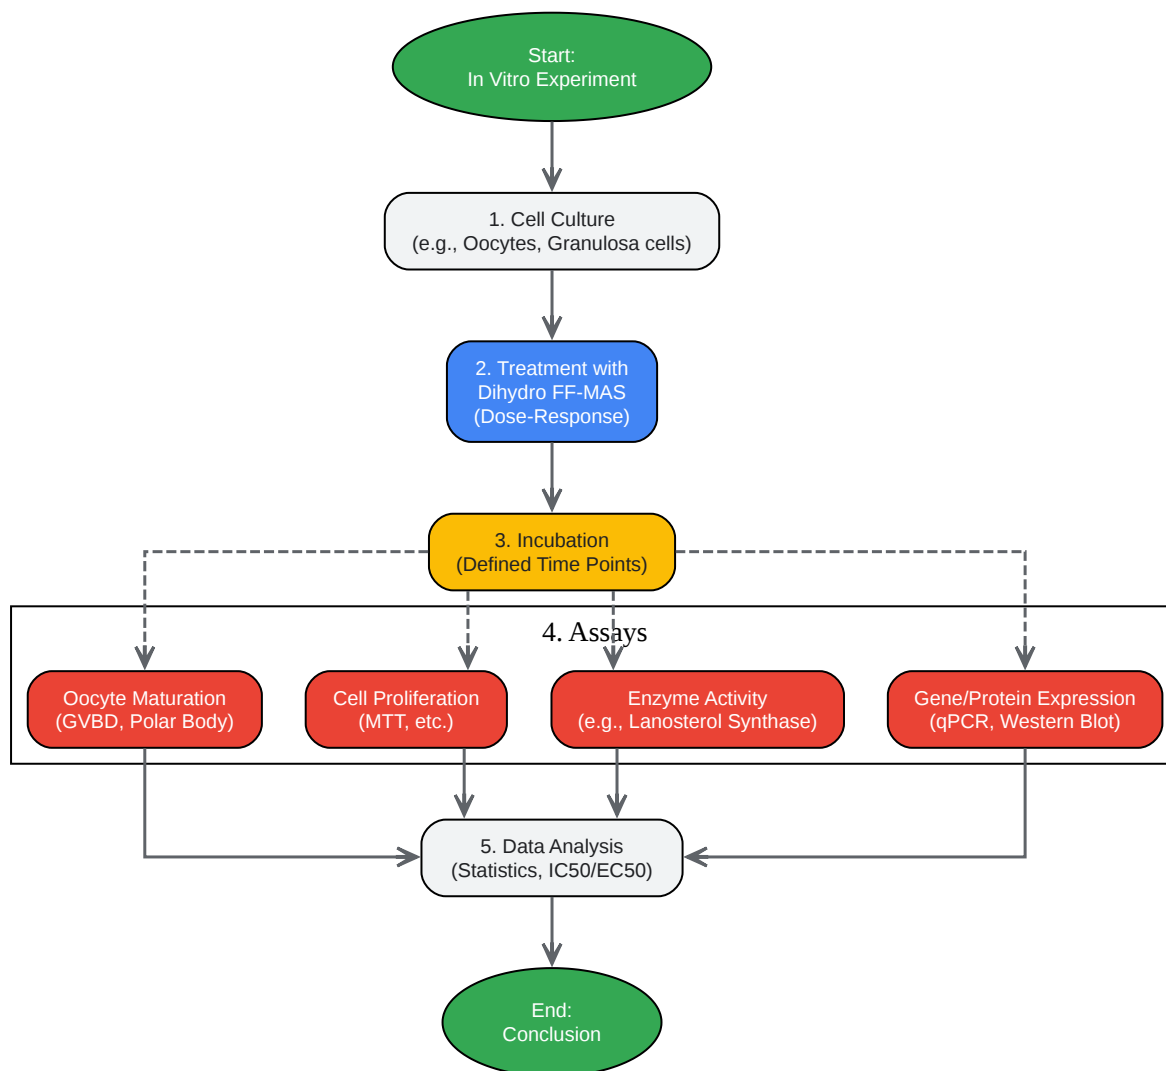 Start:
In Vitro Experiment
1. Cell Culture
(e.g., Oocytes, Granulosa cells)
2. Treatment with
Dihydro FF-MAS
(Dose-Response)
3. Incubation
(Defined Time Points)
4. Assays
Oocyte Maturation
(GVBD, Polar Body)
Cell Proliferation
(MTT, etc.)
Enzyme Activity
(e.g., Lanosterol Synthase)
Gene/Protein Expression
(qPCR, Western Blot)
5. Data Analysis
(Statistics, IC50/EC50)
End:
Conclusion